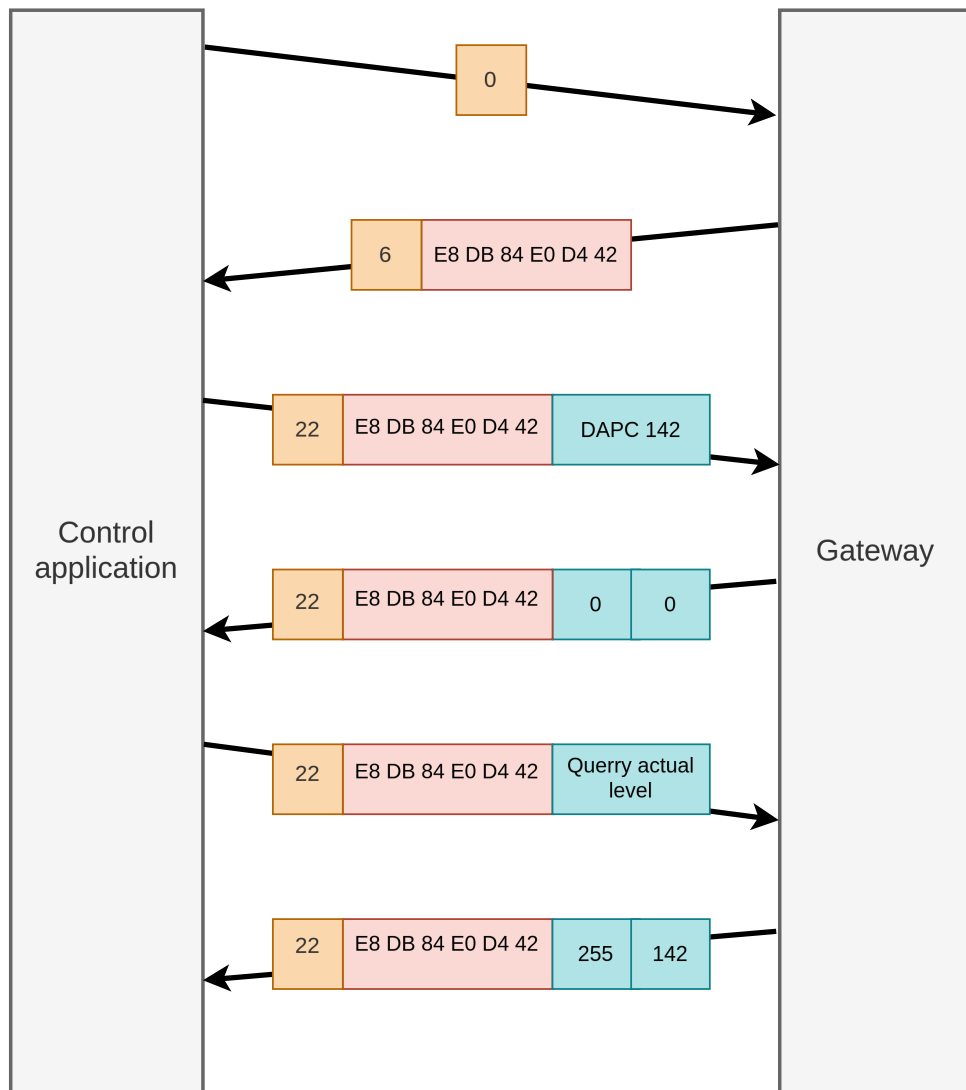 0
6 E8 DB 84 E0 D4 42
22 E8 DB 84 E0 D4 42 DAPC 142
Control
application
Gateway
22 E8 DB 84 E0 D4 42 0 0
22 E8 DB 84 E0 D4 42 Querry actual
level
22 E8 DB 84 E0 D4 42 255 142